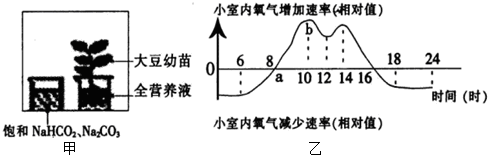 大豆幼苗
全营养液
饱和 NaHCO₂、Na₂CO₃
甲
小室内氧气增加速率(相对值)
b
6 8 18 24
0
a 10 12 14 16
时间(时)
小室内氧气减少速率(相对值)
乙